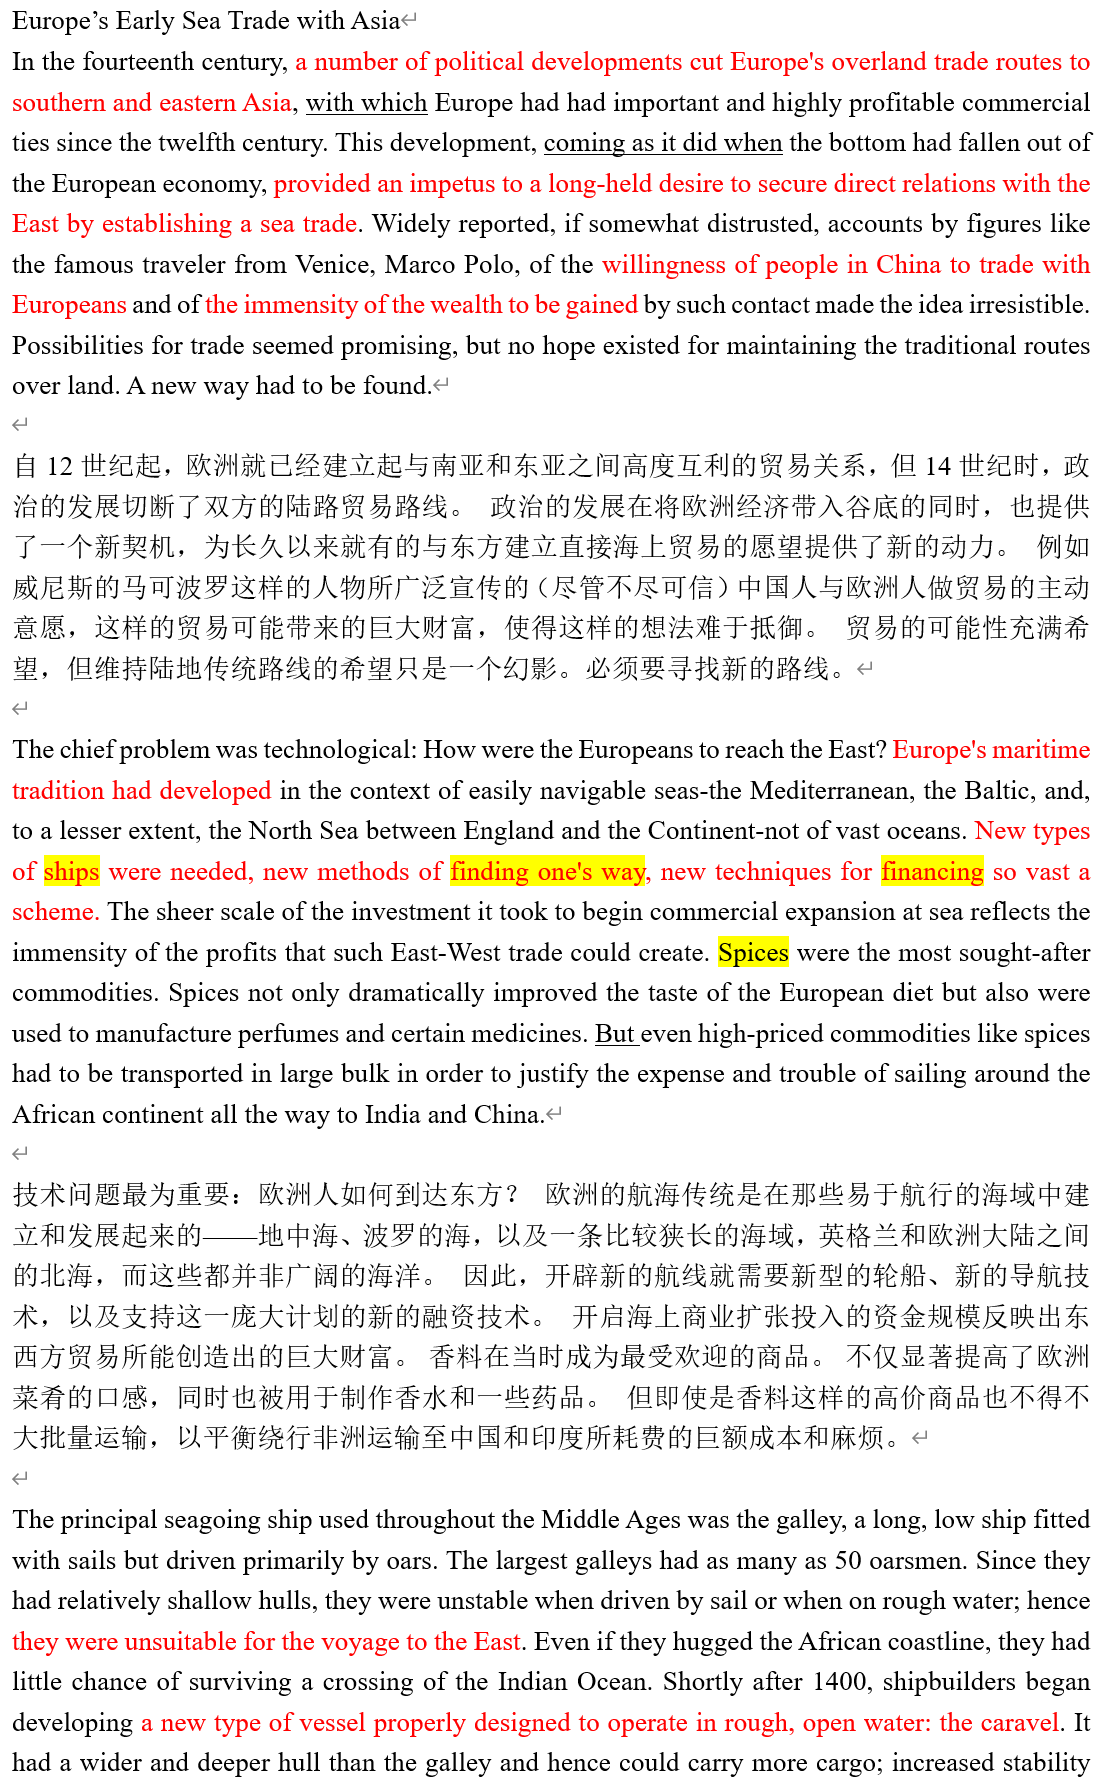 Europe’s Early Sea Trade with Asia↵
In the fourteenth century, a number of political developments cut Europe's overland trade routes to
southern and eastern Asia, with which Europe had had important and highly profitable commercial
ties since the twelfth century. This development, coming as it did when the bottom had fallen out of
the European economy, provided an impetus to a long-held desire to secure direct relations with the
East by establishing a sea trade. Widely reported, if somewhat distrusted, accounts by figures like
the famous traveler from Venice, Marco Polo, of the willingness of people in China to trade with
Europeans and of the immensity of the wealth to be gained by such contact made the idea irresistible.
Possibilities for trade seemed promising, but no hope existed for maintaining the traditional routes
over land. A new way had to be found.↵
↵
自 12 世纪起，欧洲就已经建立起与南亚和东亚之间高度互利的贸易关系，但 14 世纪时，政
治的发展切断了双方的陆路贸易路线。 政治的发展在将欧洲经济带入谷底的同时，也提供
了一个新契机，为长久以来就有的与东方建立直接海上贸易的愿望提供了新的动力。 例如
威尼斯的马可波罗这样的人物所广泛宣传的（尽管不尽可信）中国人与欧洲人做贸易的主动
意愿，这样的贸易可能带来的巨大财富，使得这样的想法难于抵御。 贸易的可能性充满希
望，但维持陆地传统路线的希望只是一个幻影。必须要寻找新的路线。↵
↵
The chief problem was technological: How were the Europeans to reach the East? Europe's maritime
tradition had developed in the context of easily navigable seas-the Mediterranean, the Baltic, and,
to a lesser extent, the North Sea between England and the Continent-not of vast oceans. New types
of ships were needed, new methods of finding one's way, new techniques for financing so vast a
scheme. The sheer scale of the investment it took to begin commercial expansion at sea reflects the
immensity of the profits that such East-West trade could create. Spices were the most sought-after
commodities. Spices not only dramatically improved the taste of the European diet but also were
used to manufacture perfumes and certain medicines. But even high-priced commodities like spices
had to be transported in large bulk in order to justify the expense and trouble of sailing around the
African continent all the way to India and China.↵
↵
技术问题最为重要：欧洲人如何到达东方？ 欧洲的航海传统是在那些易于航行的海域中建
立和发展起来的——地中海、波罗的海，以及一条比较狭长的海域，英格兰和欧洲大陆之间
的北海，而这些都并非广阔的海洋。 因此，开辟新的航线就需要新型的轮船、新的导航技
术，以及支持这一庞大计划的新的融资技术。 开启海上商业扩张投入的资金规模反映出东
西方贸易所能创造出的巨大财富。 香料在当时成为最受欢迎的商品。 不仅显著提高了欧洲
菜肴的口感，同时也被用于制作香水和一些药品。 但即使是香料这样的高价商品也不得不
大批量运输，以平衡绕行非洲运输至中国和印度所耗费的巨额成本和麻烦。↵
↵
The principal seagoing ship used throughout the Middle Ages was the galley, a long, low ship fitted
with sails but driven primarily by oars. The largest galleys had as many as 50 oarsmen. Since they
had relatively shallow hulls, they were unstable when driven by sail or when on rough water; hence
they were unsuitable for the voyage to the East. Even if they hugged the African coastline, they had
little chance of surviving a crossing of the Indian Ocean. Shortly after 1400, shipbuilders began
developing a new type of vessel properly designed to operate in rough, open water: the caravel. It
had a wider and deeper hull than the galley and hence could carry more cargo; increased stability